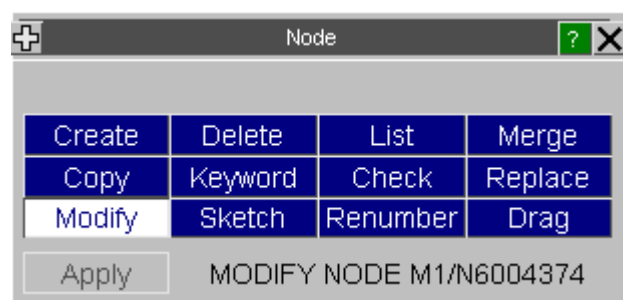 Node ?
Create Delete List Merge
Copy Keyword Check Replace
Modify Sketch Renumber Drag
Apply MODIFY NODE M1/N6004374